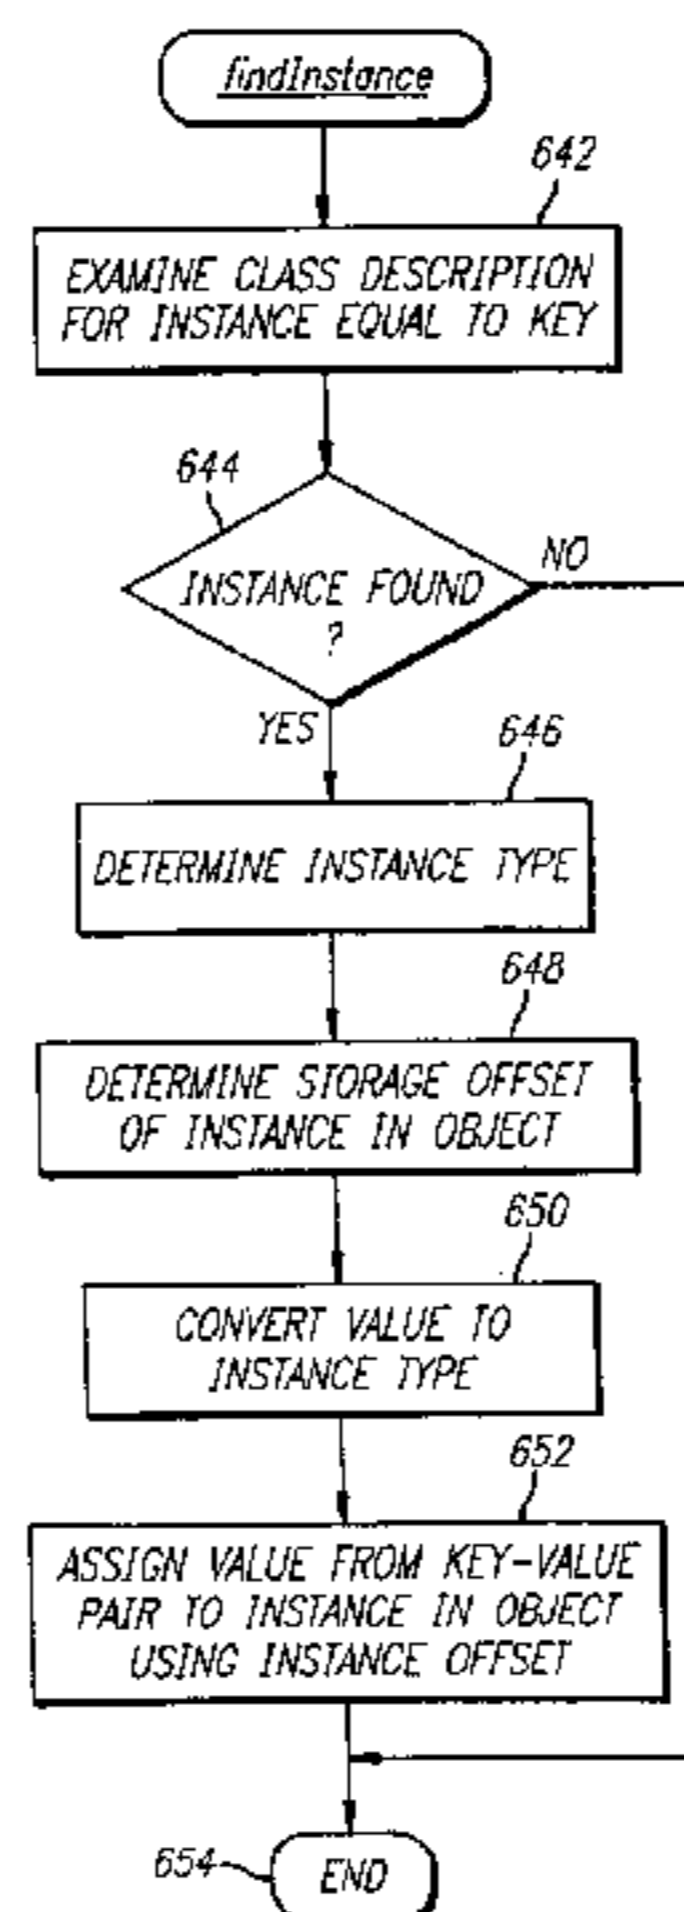 findInstance
642
EXAMINE CLASS DESCRIPTION
FOR INSTANCE EQUAL TO KEY
644
INSTANCE FOUND
?
NO
YES
646
DETERMINE INSTANCE TYPE
648
DETERMINE STORAGE OFFSET
OF INSTANCE IN OBJECT
650
CONVERT VALUE TO
INSTANCE TYPE
652
ASSIGN VALUE FROM KEY-VALUE
PAIR TO INSTANCE IN OBJECT
USING INSTANCE OFFSET
654
END